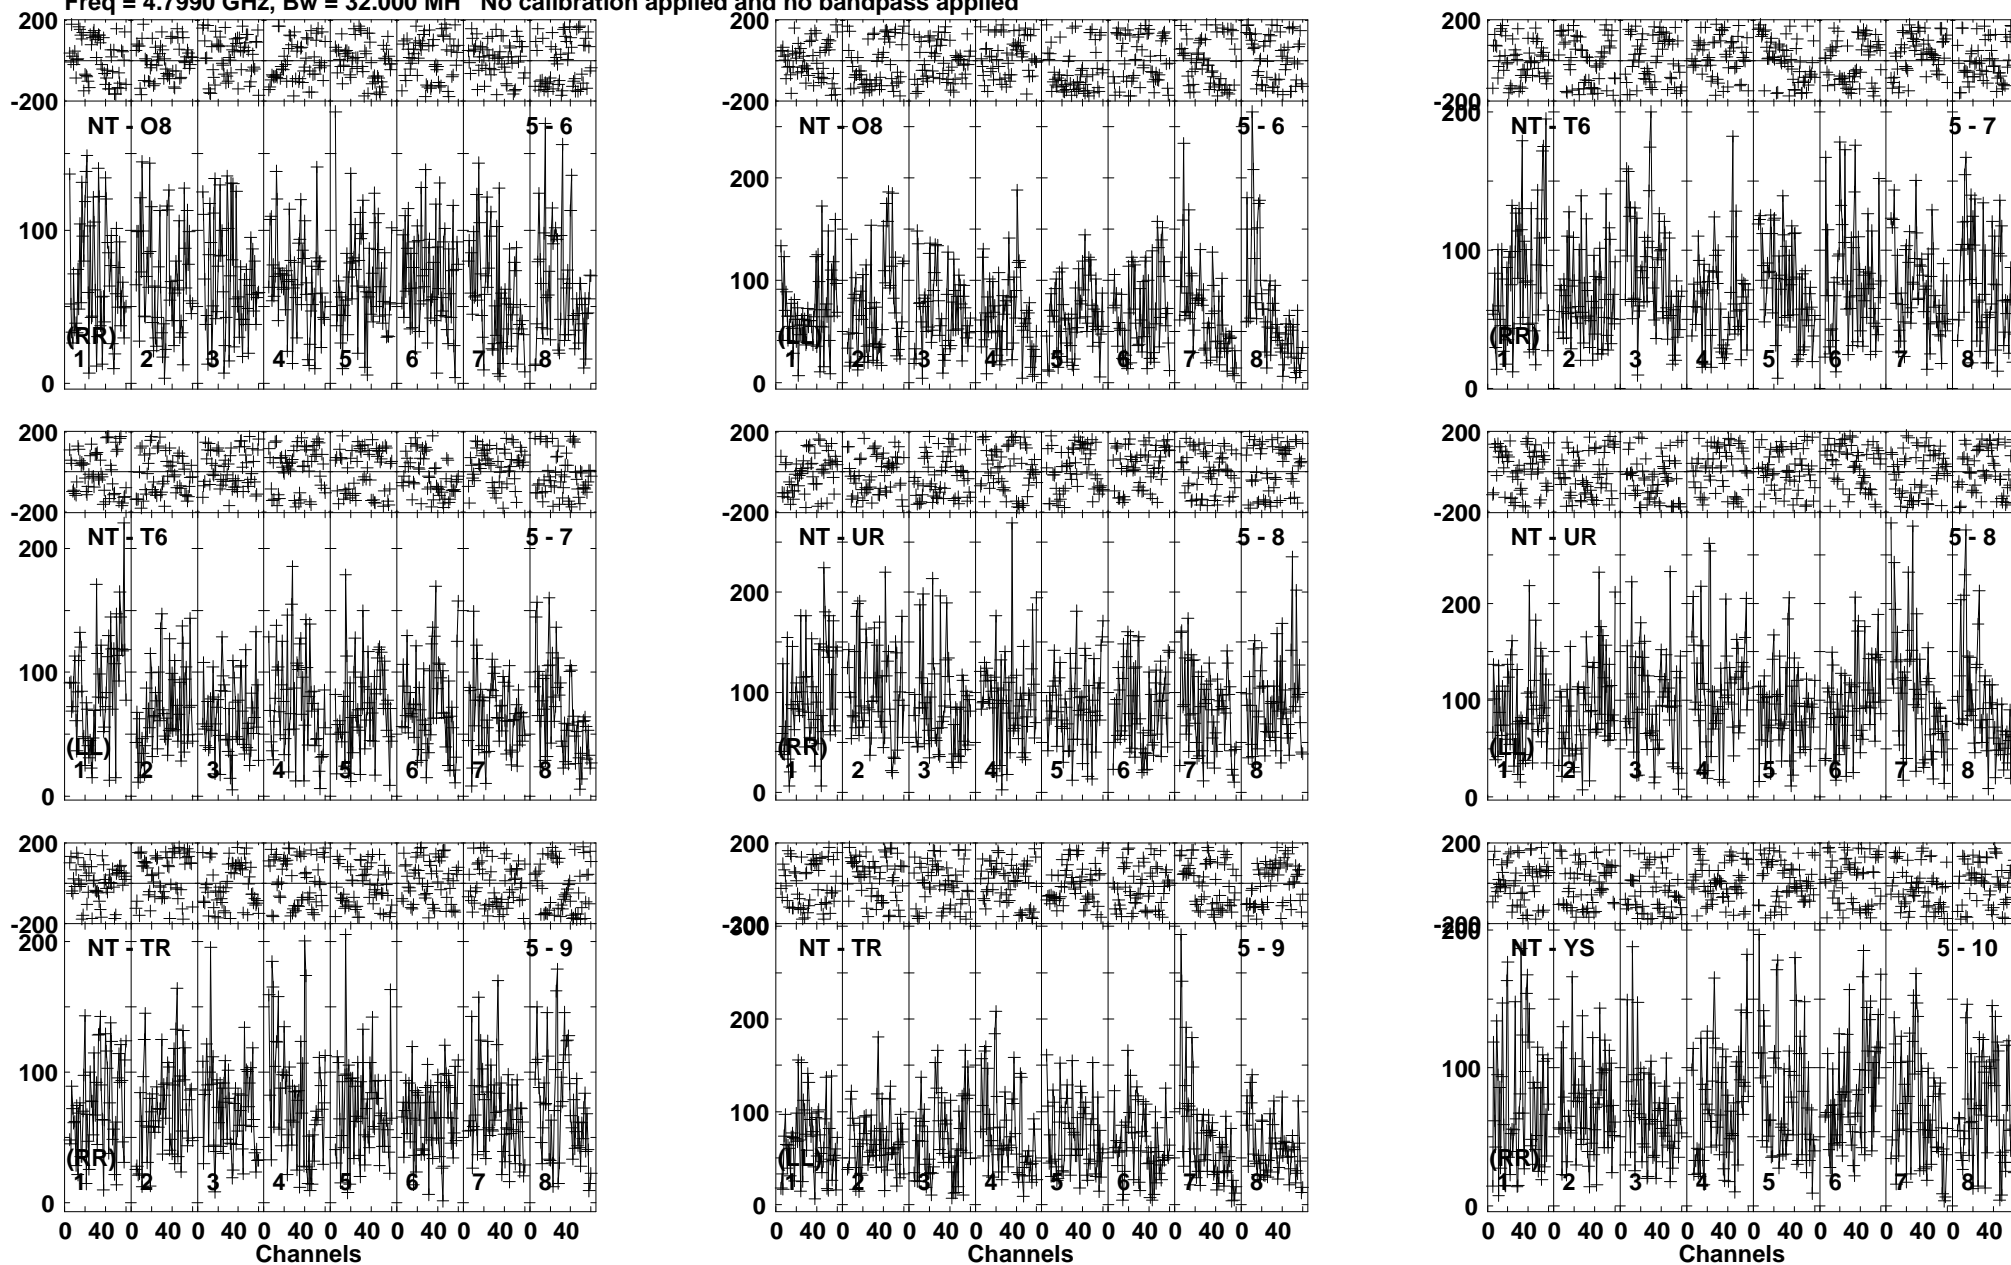 Freq = 4.7990 GHz, Bw = 32.000 MH No calibration applied and no bandpass applied
200 200 200
-200 -200 -200
200
NT - O8 5 - 6 NT - O8 5 - 6 NT - T6 5 - 7
200
100 100 100
(RR) (LL) (RR)
1 2 3 4 5 6 7 8 1 2 3 4 5 6 7 8 1 2 3 4 5 6 7 8
0 0 0
200 200 200
-200 -200 -200
NT - T6 5 - 7 NT - UR 5 - 8 NT - UR 5 - 8
200 200 200
100 100 100
(LL) (RR) (LL)
1 2 3 4 5 6 7 8 1 2 3 4 5 6 7 8 1 2 3 4 5 6 7 8
0 0 0
200 200 200
-200 -200 -200
200 300 200
NT - TR 5 - 9 NT - TR 5 - 9 NT - YS 5 - 10
200
100 100 100
(RR) (LL) (RR)
1 2 3 4 5 6 7 8 1 2 3 4 5 6 7 8 1 2 3 4 5 6 7 8
0 0 0
0 40 0 40 0 40 0 40 0 40 0 40 0 40 0 40 0 40 0 40 0 40 0 40 0 40 0 40 0 40 0 40 0 40 0 40 0 40 0 40 0 40 0 40 0 40 0 40
Channels Channels Channels